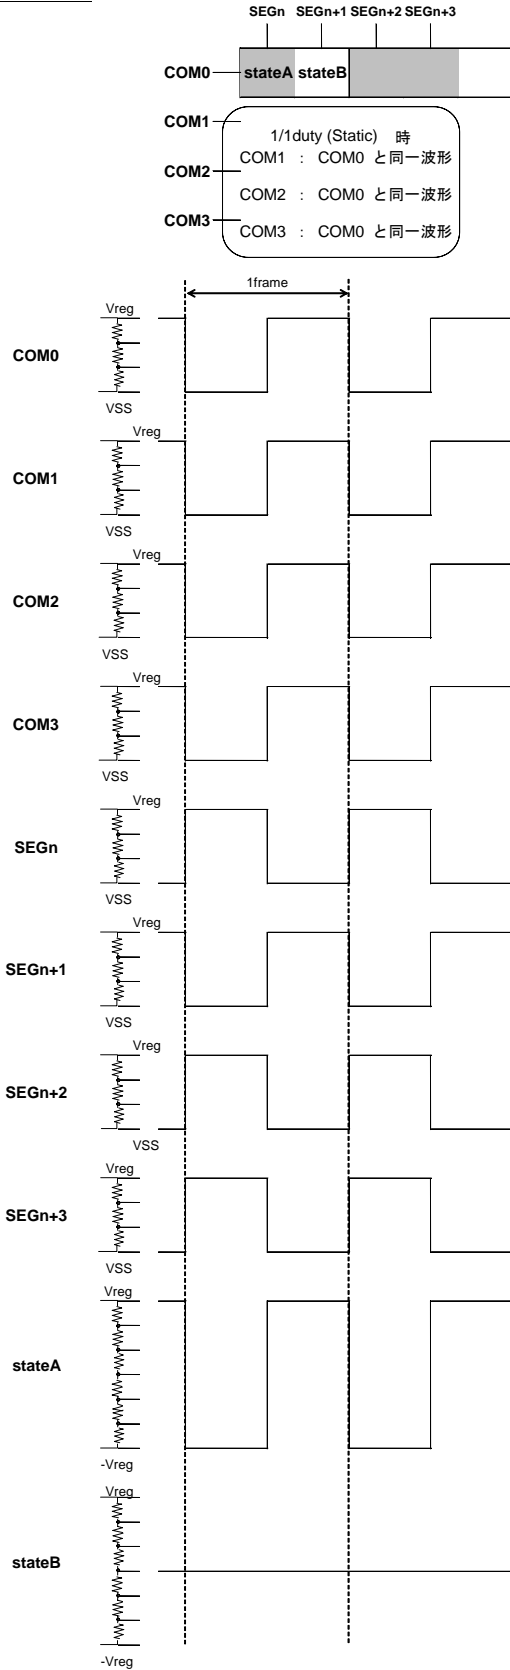 SEGn SEGn+1 SEGn+2 SEGn+3
COM0 stateA stateB
COM1
1/1duty (Static) 時
COM1 : COM0 と同一波形
COM2
COM2 : COM0 と同一波形
COM3
COM3 : COM0 と同一波形
1frame
Vreg
COM0
VSS
Vreg
COM1
VSS
Vreg
COM2
VSS
Vreg
COM3
VSS
Vreg
SEGn
VSS
Vreg
SEGn+1
VSS
Vreg
SEGn+2
VSS
Vreg
SEGn+3
VSS
Vreg
stateA
-Vreg
Vreg
stateB
-Vreg